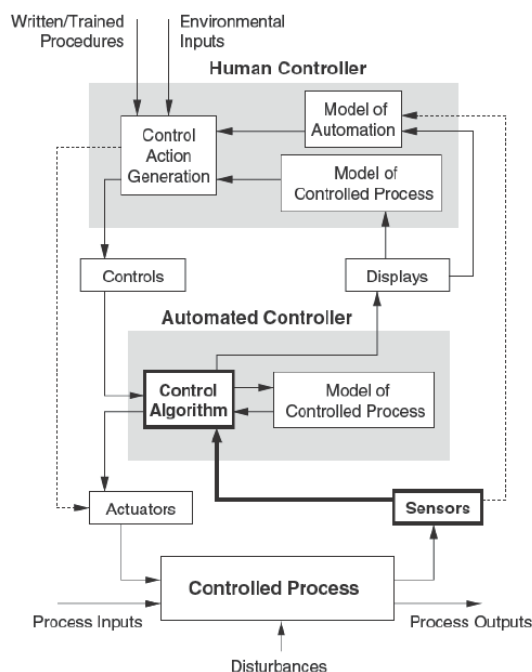 Written/Trained
Procedures
Environmental
Inputs
Human Controller
Control
Action
Generation
Model of
Automation
Model of
Controlled Process
Controls
Displays
Automated Controller
Control
Algorithm
Model of
Controlled Process
Actuators
Sensors
Controlled Process
Process Inputs
Process Outputs
Disturbances